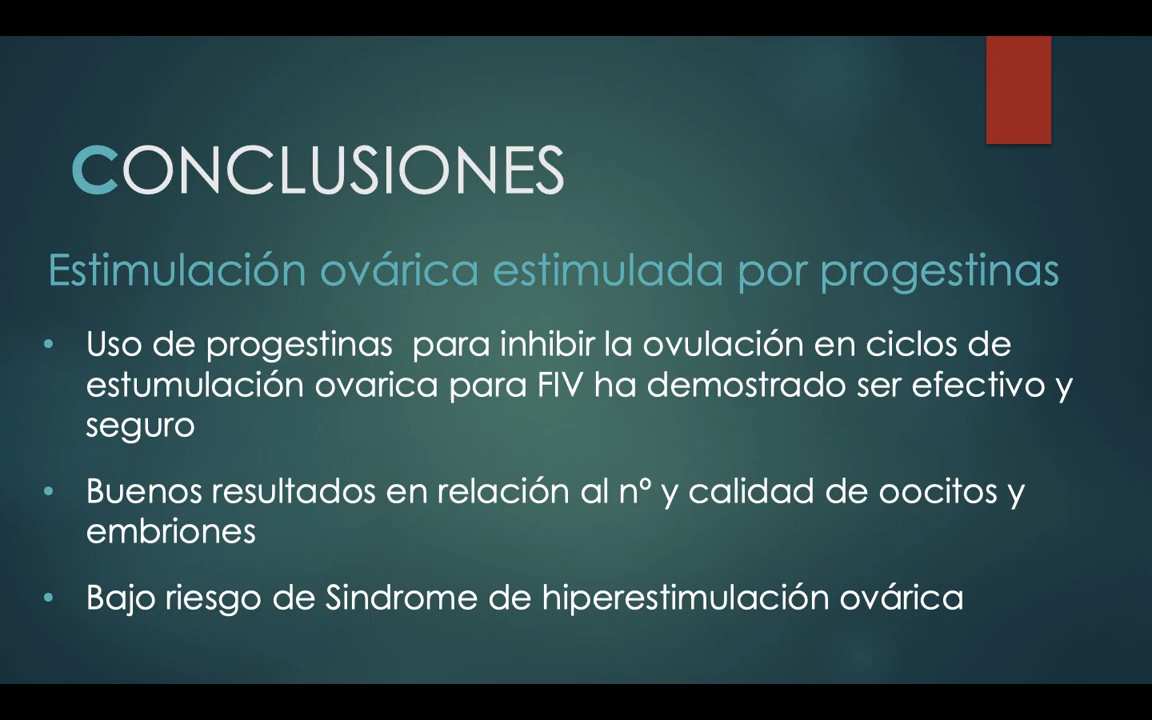 CONCLUSIONES
Estimulación ovárica estimulada por progestinas
• Uso de progestinas para inhibir la ovulación en ciclos de
estumulación ovarica para FIV ha demostrado ser efectivo y
seguro
• Buenos resultados en relación al nº y calidad de oocitos y
embriones
• Bajo riesgo de Sindrome de hiperestimulación ovárica